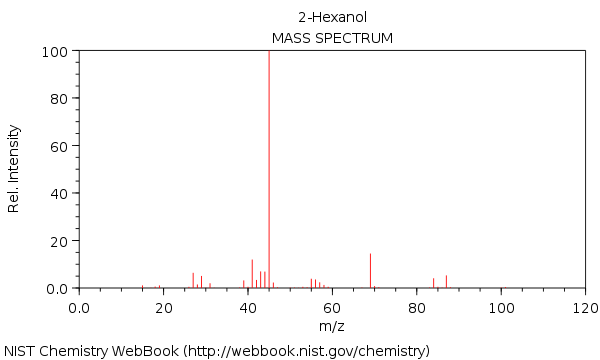 2-Hexanol
MASS SPECTRUM
100
80
60
40
20
0.0
Rel. Intensity
0.0 20 40 60 80 100 120
m/z
NIST Chemistry WebBook (http://webbook.nist.gov/chemistry)